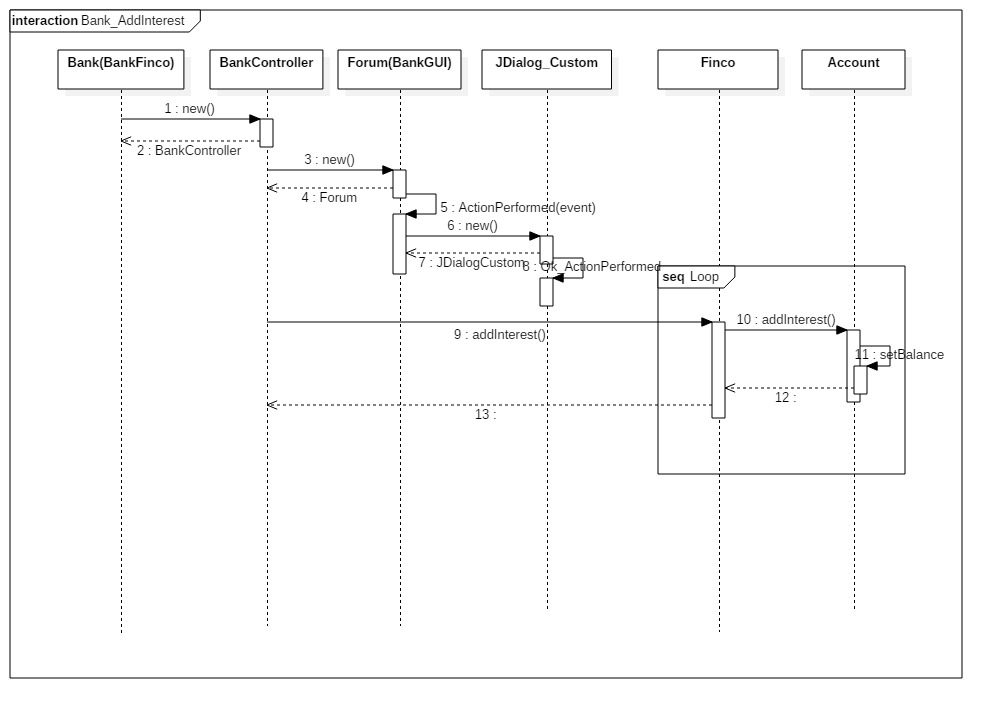 interaction Bank_AddInterest
Bank(BankFinco)
BankController
Forum(BankGUI)
JDialog_Custom
Finco
Account
1 : new()
2 : BankController
3 : new()
4 : Forum
5 : ActionPerformed(event)
6 : new()
7 : JDialogCustom
8 : Ok_ActionPerformed
seq Loop
9 : addInterest()
10 : addInterest()
11 : setBalance
12 :
13 :